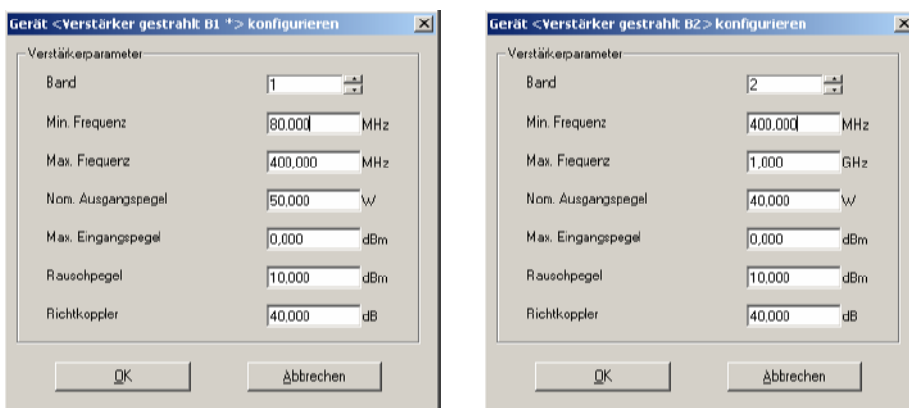 Gerät <Verstärker gestrahlt B1 '*'> konfigurieren
Verstärkerparameter
Band 1
Min. Frequenz 80.000 MHz
Max. Frequenz 400,000 MHz
Nom. Ausgangspegel 50,000 W
Max. Eingangspegel 0,000 dBm
Rauschpegel 10,000 dBm
Richtkoppler 40,000 dB
OK Abbrechen
Gerät <Verstärker gestrahlt B2> konfigurieren
Verstärkerparameter
Band 2
Min. Frequenz 400.000 MHz
Max. Frequenz 1,000 GHz
Nom. Ausgangspegel 40,000 W
Max. Eingangspegel 0,000 dBm
Rauschpegel 10,000 dBm
Richtkoppler 40,000 dB
OK Abbrechen